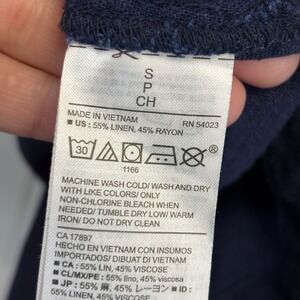 S
P
CH
MADE IN VIETNAM RN 54023
■ US: 55% LINEN, 45% RAYON
30
1166
MACHINE WASH COLD/ WASH AND DRY
WITH LIKE COLORS/ ONLY
NON-CHLORINE BLEACH WHEN
NEEDED/ TUMBLE DRY LOW WARM
IRON/ DO NOT DRY CLEAN
CA 17897
HECHO EN VIETNAM CON INSUMOS
IMPORTADOS/ DIBUAT DI VIETNAM
■ CA: 55% LIN, 45% VISCOSE
■ CL/MX/PE: 55% lino, 45% viscosa
■ JP: 55% 麻, 45% レーヨン ■ ID:
55% LINEN, 45% VISCOSE